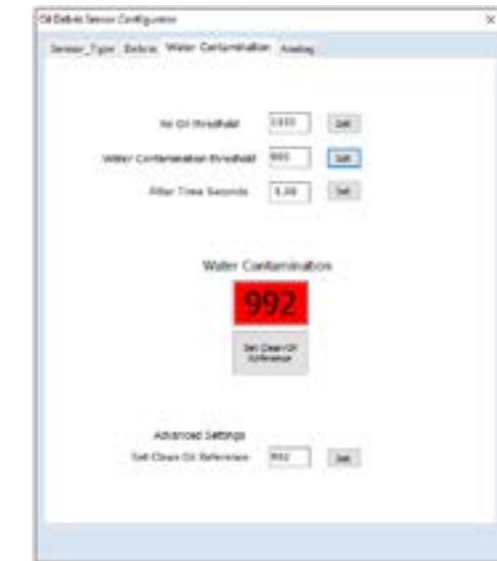 Oil Debris Sensor Configurator
Sensor_Type Debris Water Contamination Analog
No Oil threshold Set
Water Contamination threshold Set
Filter Time Seconds Set
Water Contamination
992
Set Clean Oil
Reference
Advanced Settings
Set Clean Oil Reference 992 Set